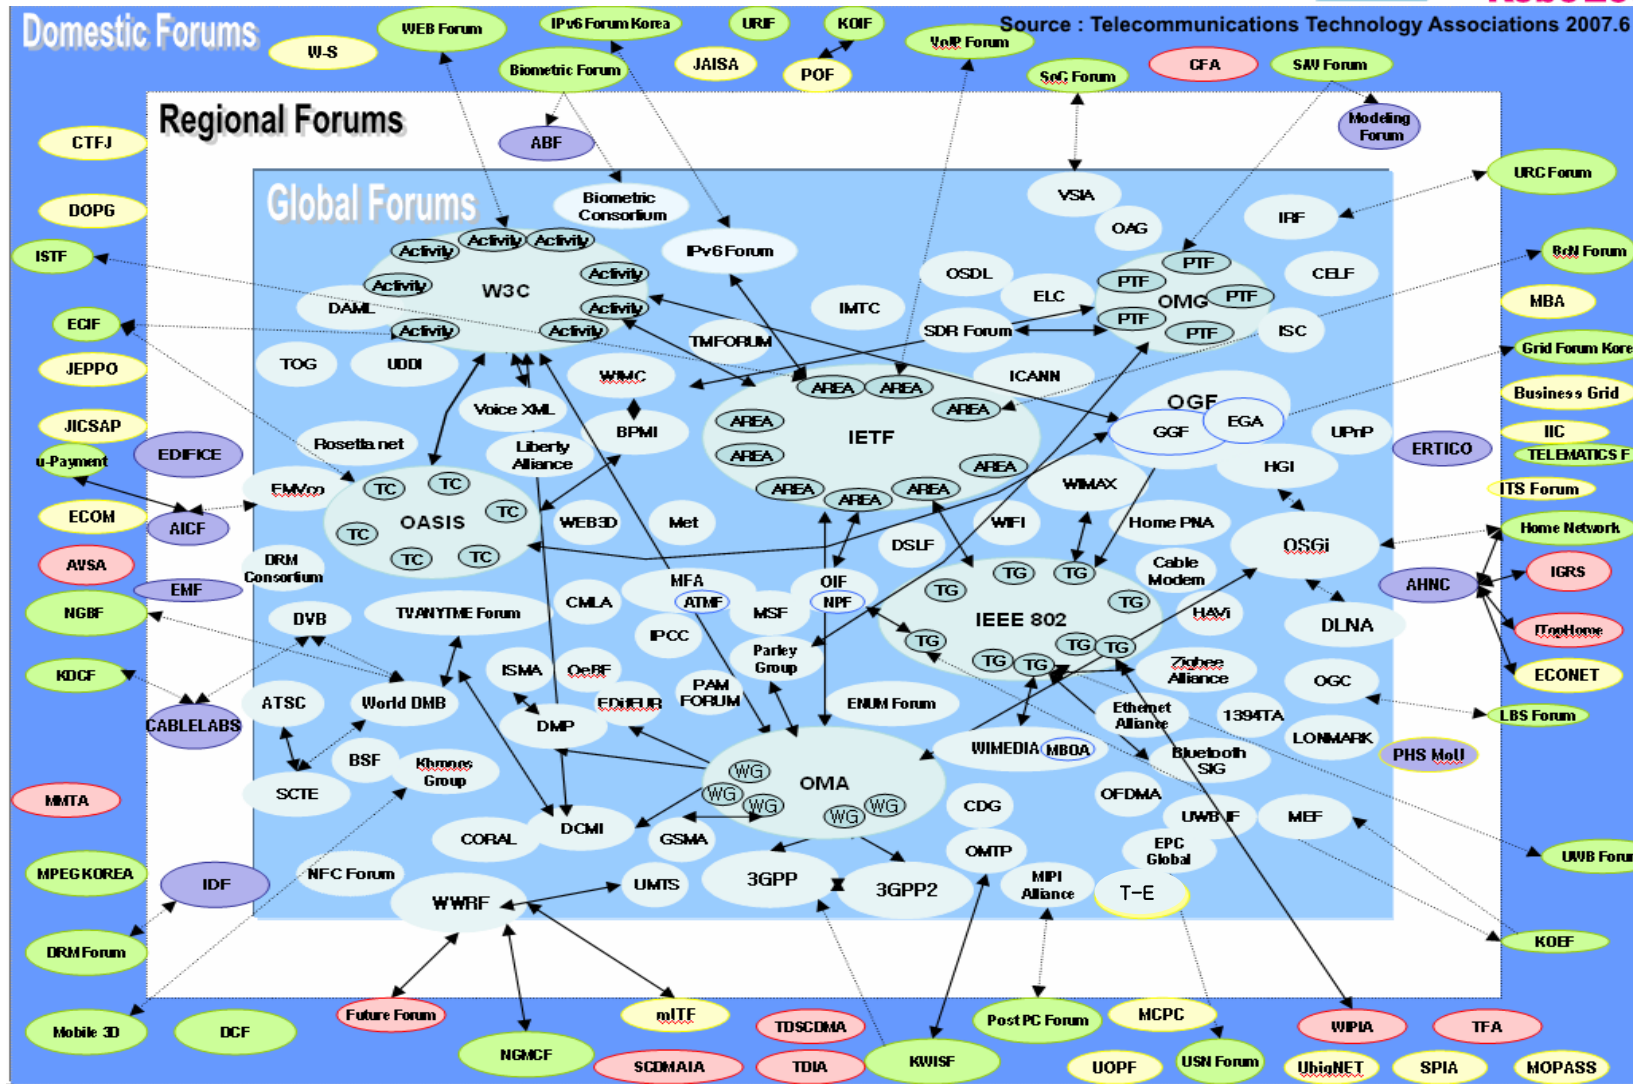 Source : Telecommunications Technology Associations 2007.6
Domestic Forums
WEB Forum
IPv6 Forum Korea
URIF
KOIF
VoIP Forum
W-S
Biometric Forum
JAISA
POF
SoC Forum
CFA
SAV Forum
Regional Forums
ABF
Modeling
Forum
CTFJ
URC Forum
Global Forums
Biometric
Consortium
VSIA
IRF
DOPG
OAG
ISTF
Activity
Activity
Activity
IPv6 Forum
PTF
BcN Forum
Activity
Activity
W3C
OSDL
PTF
CELF
DAML
Activity
IMTC
ELC
OMG
PTF
MBA
ECIF
Activity
Activity
SDR Forum
PTF
PTF
ISC
TMFORUM
JEPPO
TOG
UDDI
WIMC
ICANN
Grid Forum Kore
AREA
AREA
AREA
Business Grid
JICSAP
Voice XML
AREA
IETF
OGF
GGF
EGA
UPnP
IIC
BPMI
u-Payment
EDIFICE
Rosetta.net
Liberty
Alliance
AREA
AREA
ERTICO
TELEMATICS F
HGI
EMVco
TC
TC
AREA
AREA
AREA
WIMAX
ITS Forum
ECOM
AICF
OASIS
TC
TC
WEB3D
Met
WIFI
Home PNA
Home Network
TC
TC
DSLF
OSGi
AVSA
DRM
Consortium
TG
TG
TG
Cable
Modem
IGRS
EMF
MFA
ATMF
OIF
NPF
AHNC
NGBF
DVB
TVANYTME Forum
CMLA
MSF
IEEE 802
TG
HAVi
DLNA
ITopHome
IPCC
TG
TG
TG
KDCF
ISMA
OeBF
Parley
Group
TG
TG
Zigbee
Alliance
OGC
ECONET
ATSC
World DMB
PAM
FORUM
EDitEUR
ENUM Forum
Ethernet
Alliance
1394TA
LBS Forum
CABLELABS
DMP
LONMARK
BSF
Khronos
Group
WIMEDIA
MBOA
Bluetooth
SIG
PHS MoU
WG
OMA
MMTA
SCTE
WG
WG
WG
WG
CDG
OFDMA
DCMI
UWB IF
MEF
CORAL
GSMA
OMTP
EPC
Global
UWB Forum
MPEG KOREA
IDF
NFC Forum
UMTS
3GPP
3GPP2
MIPI
Alliance
T-E
WWRF
DRM Forum
KOEF
Mobile 3D
DCF
Future Forum
mITF
TDSCDMA
Post PC Forum
MCPC
WIPIA
TFA
NGMCF
SCDMAIA
TDIA
KWISF
UOPF
USN Forum
UbiqNET
SPIA
MOPASS